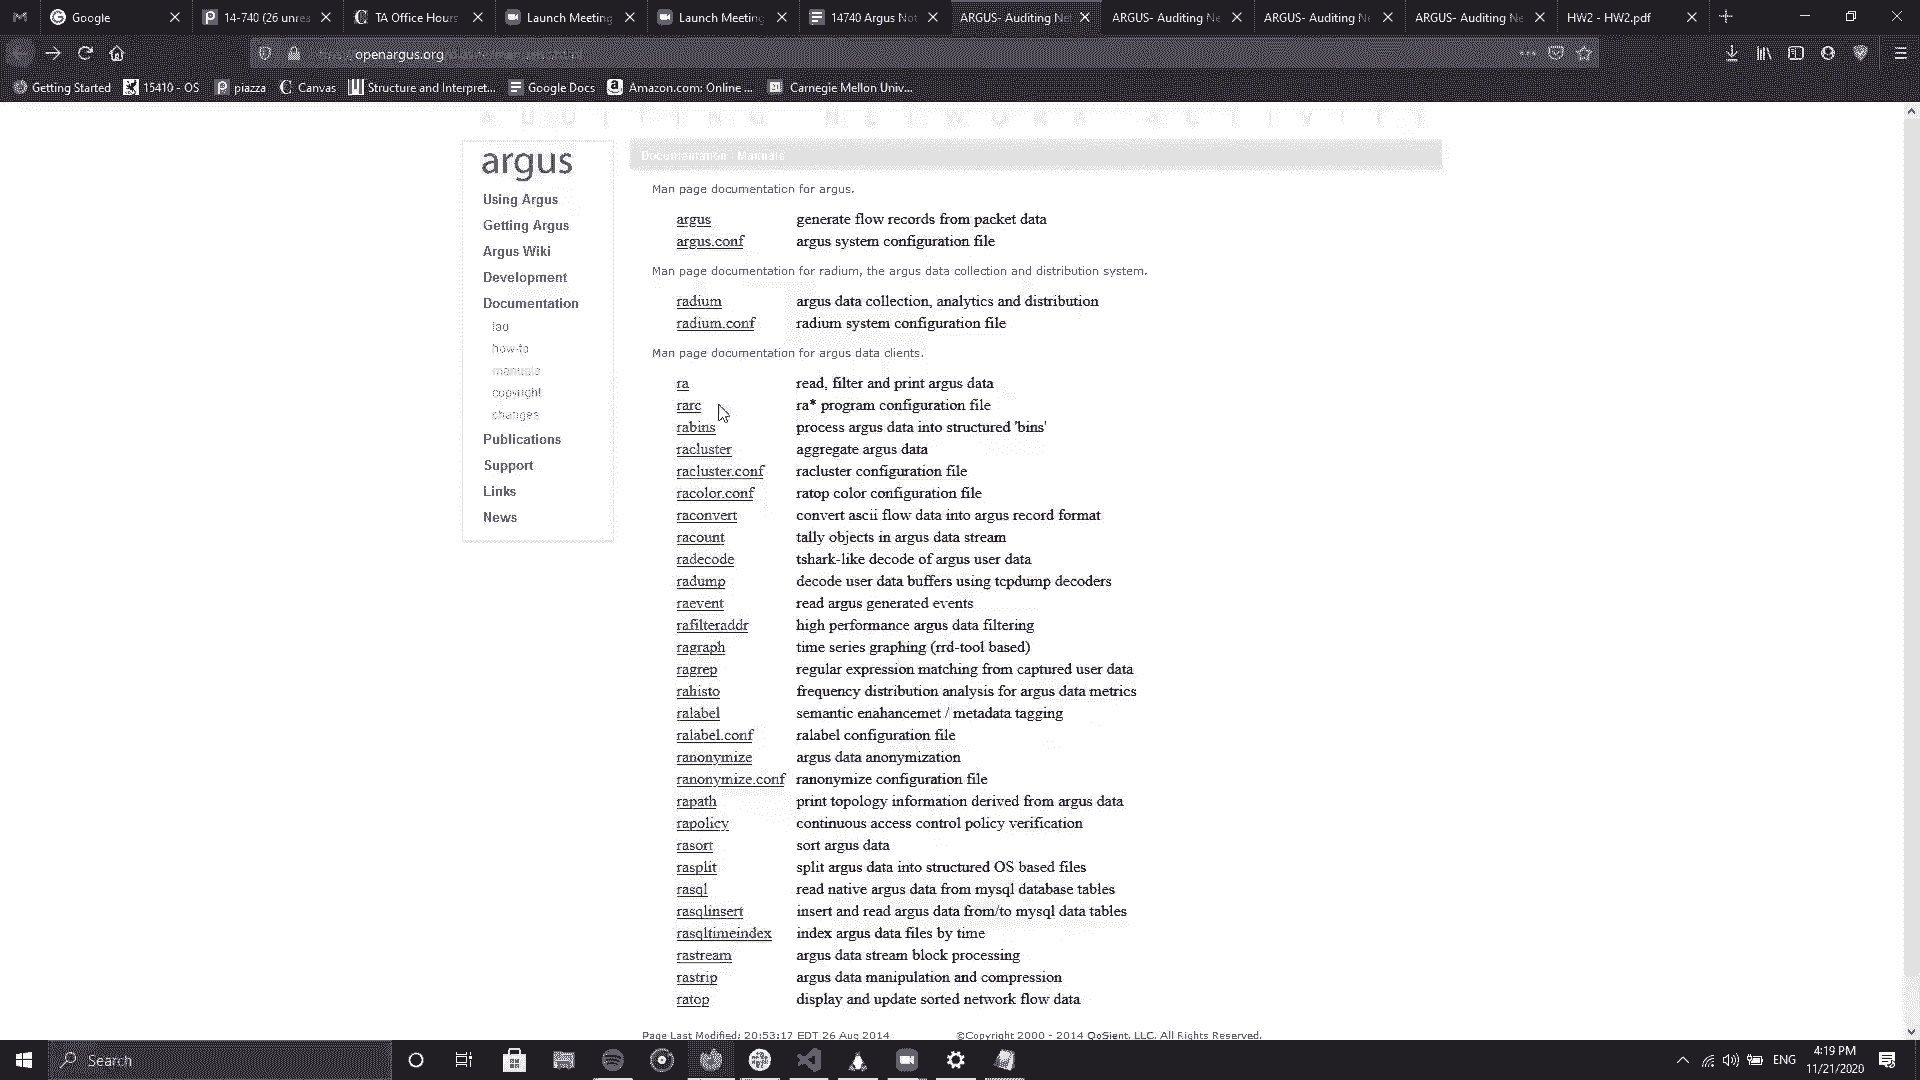 Google
14-740 (26 unrea
TA Office Hours
Launch Meeting
Launch Meeting
14740 Argus Not
ARGUS- Auditing Net
ARGUS- Auditing Ne
ARGUS- Auditing Ne
ARGUS- Auditing Ne
HW2 - HW2.pdf
openargus.org
Getting Started
15410 - OS
piazza
Canvas
Structure and Interpret...
Google Docs
Amazon.com: Online ...
Carnegie Mellon Univ...
AUDITING NETWORK ACTIVITY
argus
Using Argus
Getting Argus
Argus Wiki
Development
Documentation
faq
how-to
manuals
copyright
changes
Publications
Support
Links
News
Documentation - Manuals
Man page documentation for argus.
argus generate flow records from packet data
argus.conf argus system configuration file
Man page documentation for radium, the argus data collection and distribution system.
radium argus data collection, analytics and distribution
radium.conf radium system configuration file
Man page documentation for argus data clients.
ra read, filter and print argus data
rarc ra* program configuration file
rabins process argus data into structured 'bins'
racluster aggregate argus data
racluster.conf racluster configuration file
racolor.conf ratop color configuration file
raconvert convert ascii flow data into argus record format
racount tally objects in argus data stream
radecode tshark-like decode of argus user data
radump decode user data buffers using tcpdump decoders
raevent read argus generated events
rafilteraddr high performance argus data filtering
ragraph time series graphing (rrd-tool based)
ragrep regular expression matching from captured user data
rahisto frequency distribution analysis for argus data metrics
ralabel semantic enahancemet / metadata tagging
ralabel.conf ralabel configuration file
ranonymize argus data anonymization
ranonymize.conf ranonymize configuration file
rapath print topology information derived from argus data
rapolicy continuous access control policy verification
rasort sort argus data
rasplit split argus data into structured OS based files
rasql read native argus data from mysql database tables
rasqlinsert insert and read argus data from/to mysql data tables
rasqltimeindex index argus data files by time
rastream argus data stream block processing
rastrip argus data manipulation and compression
ratop display and update sorted network flow data
Page Last Modified: 20:53:17 EDT 26 Aug 2014 ©Copyright 2000 - 2014 QoSient, LLC. All Rights Reserved.
Search
ENG
4:19 PM
11/21/2020